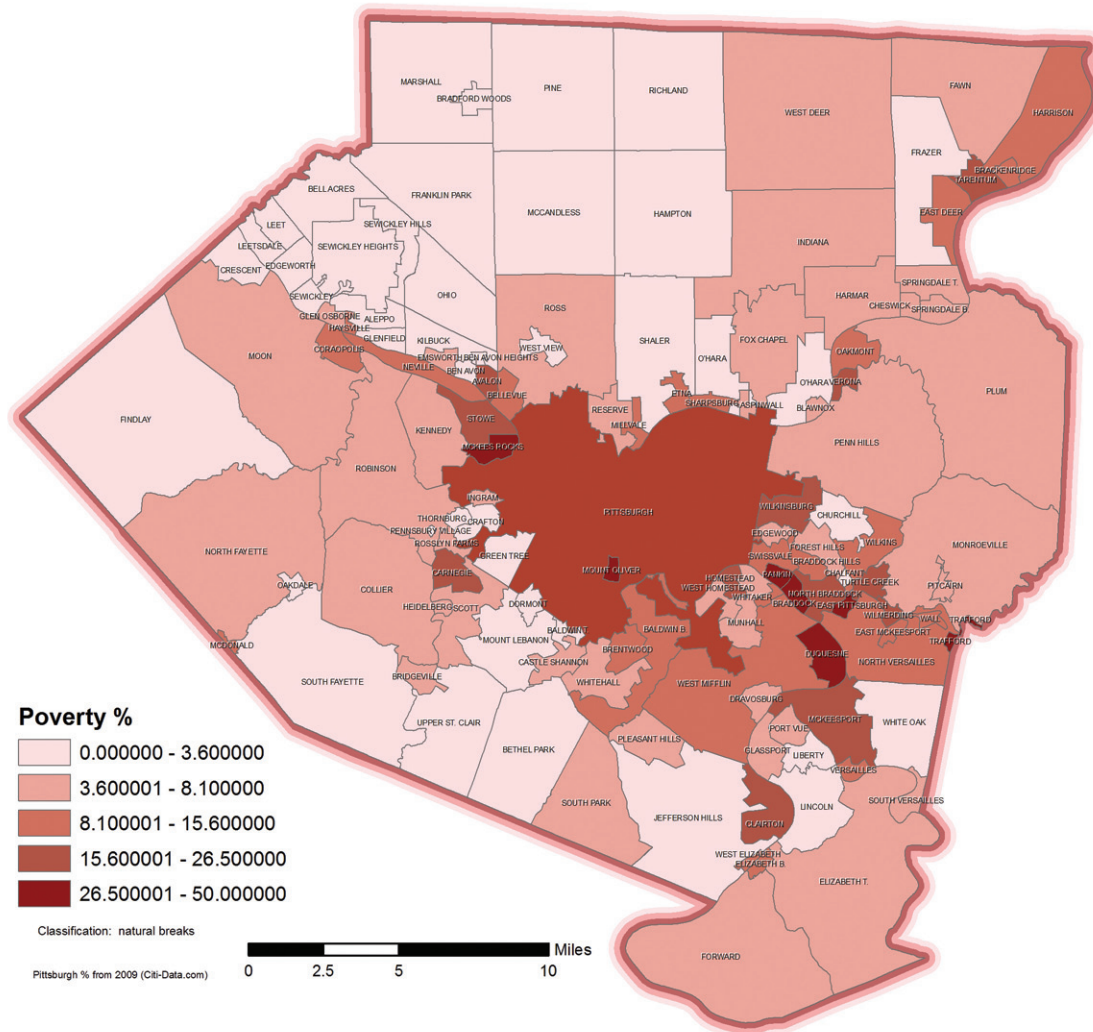 MARSHALL
BRADFORD WOODS
PINE
RICHLAND
WEST DEER
FAWN
HARRISON
FRAZER
BRACKENRIDGE
TARENTUM
EAST DEER
BELL ACRES
FRANKLIN PARK
MCCANDLESS
HAMPTON
INDIANA
LEET
SEWICKLEY HILLS
LEETSDALE
SEWICKLEY HEIGHTS
EDGEWORTH
CRESCENT
SEWICKLEY
OHIO
ALEPPO
GLEN OSBORNE
HAYSVILLE
GLENFIELD
KILBUCK
ROSS
WEST VIEW
SHALER
O'HARA
FOX CHAPEL
HARMAR
SPRINGDALE T.
CHESWICK
SPRINGDALE B.
MOON
CORAOPOLIS
EMSWORTH
BEN AVON HEIGHTS
NEVILLE
BEN AVON
AVALON
BELLEVUE
O'HARA
OAKMONT
VERONA
PLUM
FINDLAY
KENNEDY
STOWE
RESERVE
MILLVALE
ETNA
SHARPSBURG
ASPINWALL
BLAWNOX
PENN HILLS
MCKEES ROCKS
ROBINSON
INGRAM
THORNBURG
CRAFTON
PENNSBURY VILLAGE
ROSSLYN FARMS
GREEN TREE
PITTSBURGH
WILKINSBURG
CHURCHILL
EDGEWOOD
FOREST HILLS
WILKINS
MONROEVILLE
SWISSVALE
BRADDOCK HILLS
CHALFANT
TURTLE CREEK
PITCAIRN
NORTH FAYETTE
OAKDALE
COLLIER
CARNEGIE
HEIDELBERG
SCOTT
MOUNT OLIVER
HOMESTEAD
WEST HOMESTEAD
WHITAKER
RANKIN
NORTH BRADDOCK
BRADDOCK
EAST PITTSBURGH
WILMERDING
WALL
TRAFFORD
TRAFFORD
EAST MCKEESPORT
NORTH VERSAILLES
MCDONALD
DORMONT
MOUNT LEBANON
BALDWIN T.
BALDWIN B.
MUNHALL
DUQUESNE
CASTLE SHANNON
BRENTWOOD
WHITEHALL
WEST MIFFLIN
BRIDGEVILLE
SOUTH FAYETTE
UPPER ST. CLAIR
BETHEL PARK
PLEASANT HILLS
DRAVOSBURG
MCKEESPORT
PORT VUE
GLASSPORT
LIBERTY
WHITE OAK
VERSAILLES
SOUTH VERSAILLES
SOUTH PARK
JEFFERSON HILLS
CLAIRTON
LINCOLN
WEST ELIZABETH
ELIZABETH B.
ELIZABETH T.
FORWARD
Poverty %
0.000000 - 3.600000
3.600001 - 8.100000
8.100001 - 15.600000
15.600001 - 26.500000
26.500001 - 50.000000
Classification: natural breaks
Pittsburgh % from 2009 (Citi-Data.com)
Miles
0 2.5 5 10